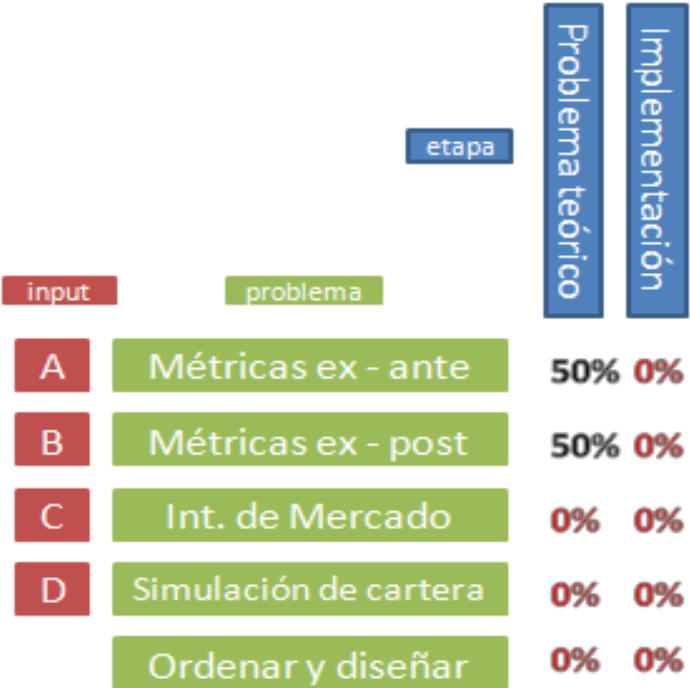 Problema teórico
Implementación
etapa
input
problema
A Métricas ex - ante 50% 0%
B Métricas ex - post 50% 0%
C Int. de Mercado 0% 0%
D Simulación de cartera 0% 0%
Ordenar y diseñar 0% 0%